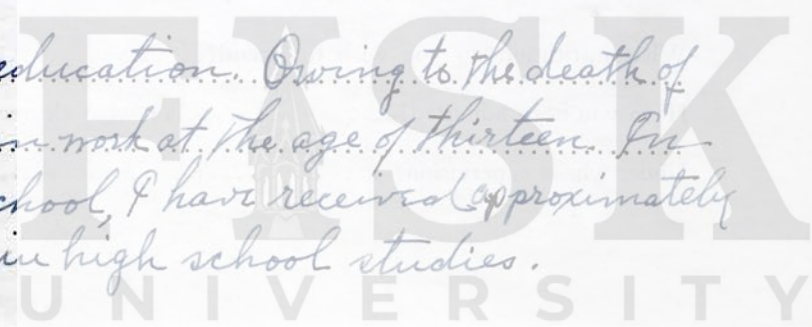 FISK
education. Owing to the death of
n work at the age of thirteen. In
chool, I have received approximately
in high school studies.
UNIVERSITY